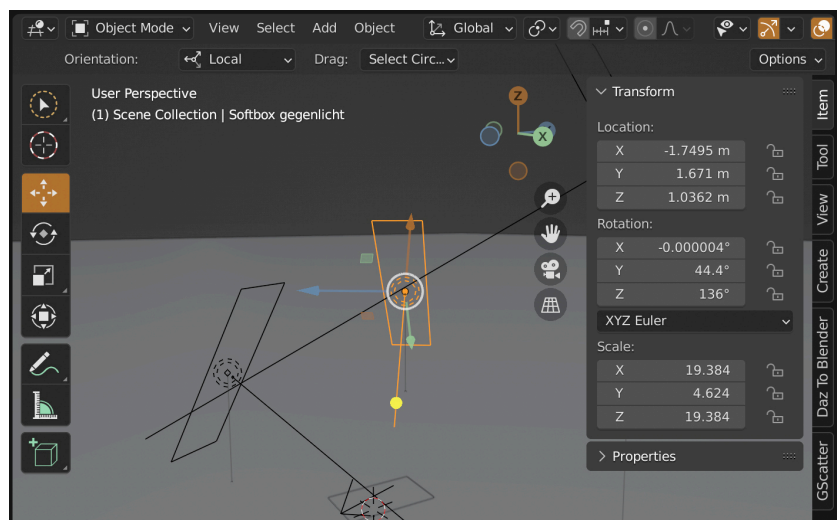 Object Mode View Select Add Object Global
Orientation: Local Drag: Select Circ... Options
User Perspective
(1) Scene Collection | Softbox gegenlicht
Z
X
Transform
Location:
X -1.7495 m
Y 1.671 m
Z 1.0362 m
Rotation:
X -0.000004°
Y 44.4°
Z 136°
XYZ Euler
Scale:
X 19.384
Y 4.624
Z 19.384
Properties
Item
Tool
View
Create
Daz To Blender
GScatter